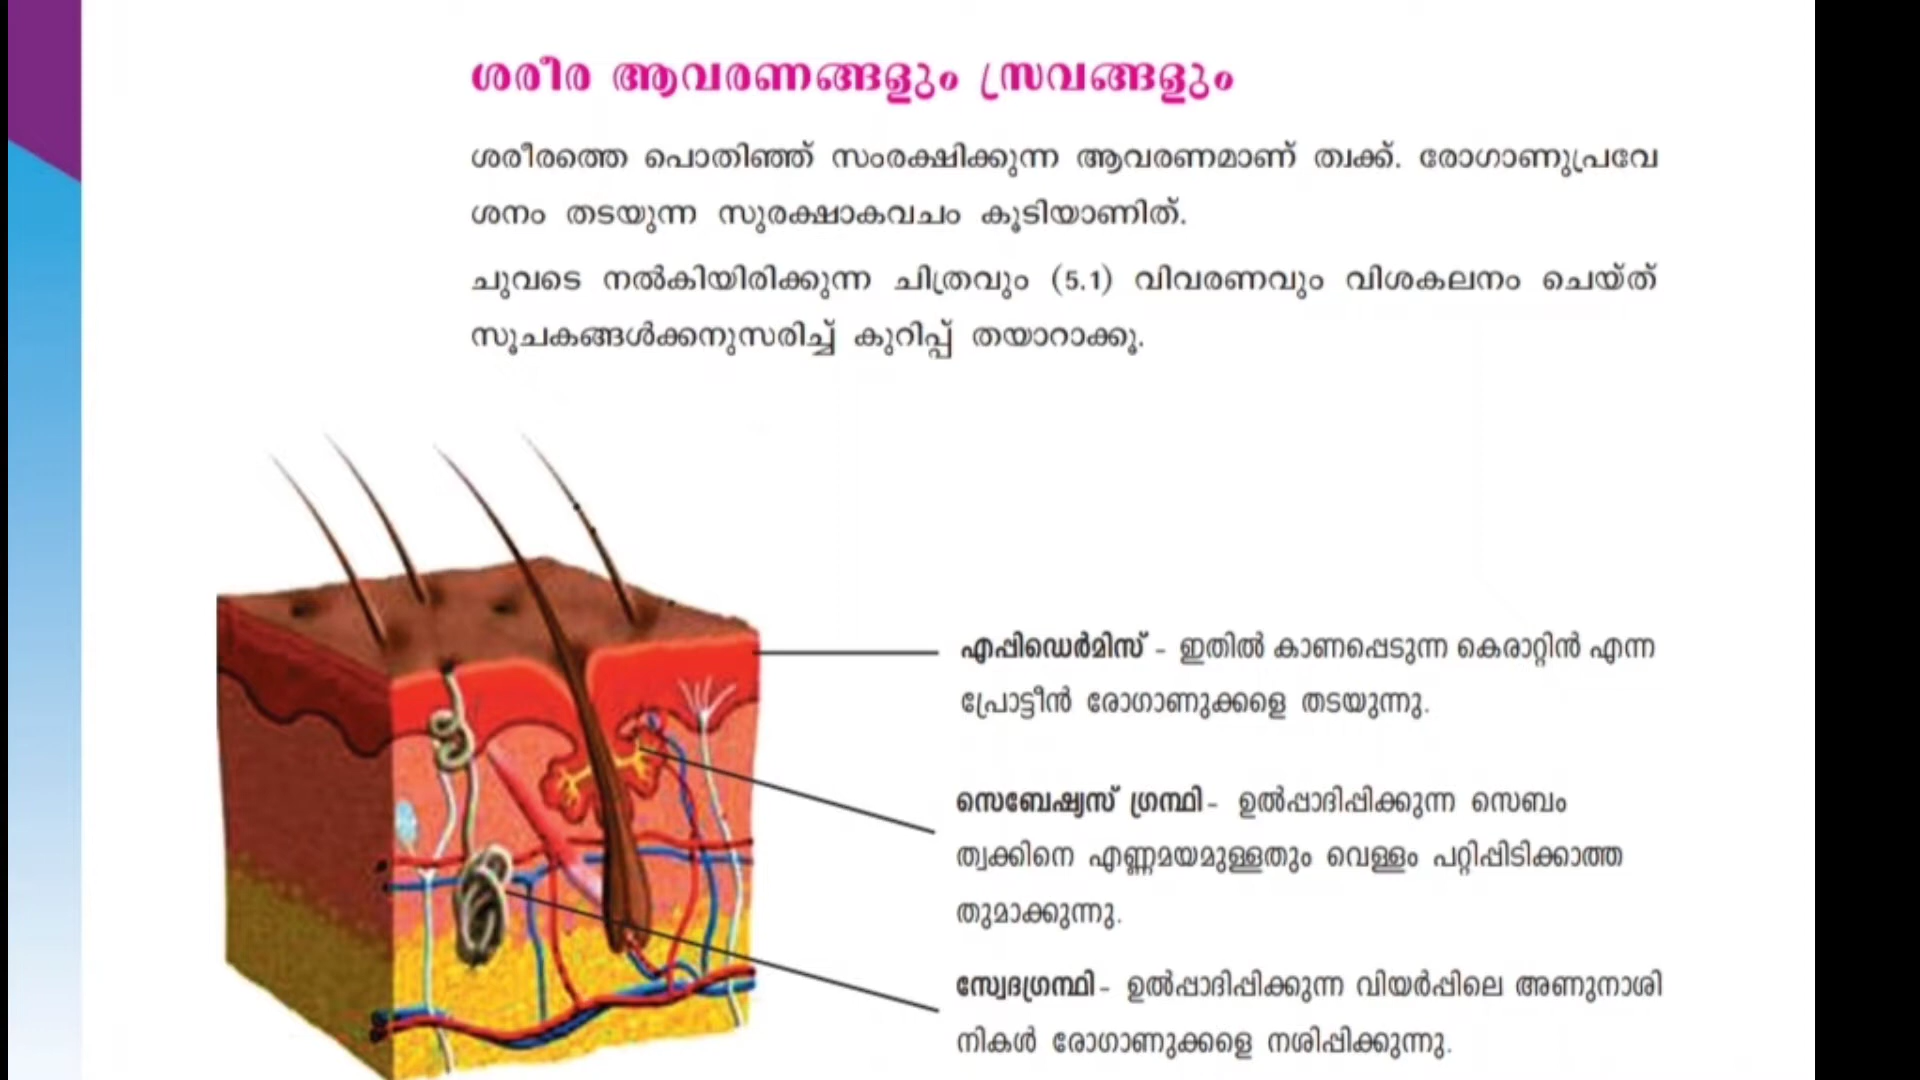 ശരീര ആവരണങ്ങളും സ്രവങ്ങളും
ശരീരത്തെ പൊതിഞ്ഞ് സംരക്ഷിക്കുന്ന ആവരണമാണ് ത്വക്ക്. രോഗാണുപ്രവേ
ശനം തടയുന്ന സുരക്ഷാകവചം കൂടിയാണിത്.
ചുവടെ നൽകിയിരിക്കുന്ന ചിത്രവും (5.1) വിവരണവും വിശകലനം ചെയ്ത്
സൂചകങ്ങൾക്കനുസരിച്ച് കുറിപ്പ് തയാറാക്കൂ.
എപ്പിഡെർമിസ് - ഇതിൽ കാണപ്പെടുന്ന കെരാറ്റിൻ എന്ന
പ്രോട്ടീൻ രോഗാണുക്കളെ തടയുന്നു.
സെബേഷ്യസ് ഗ്രന്ഥി - ഉൽപ്പാദിപ്പിക്കുന്ന സെബം
ത്വക്കിനെ എണ്ണമയമുള്ളതും വെള്ളം പറ്റിപ്പിടിക്കാത്ത
തുമാക്കുന്നു.
സ്വേദഗ്രന്ഥി - ഉൽപ്പാദിപ്പിക്കുന്ന വിയർപ്പിലെ അണുനാശി
നികൾ രോഗാണുക്കളെ നശിപ്പിക്കുന്നു.